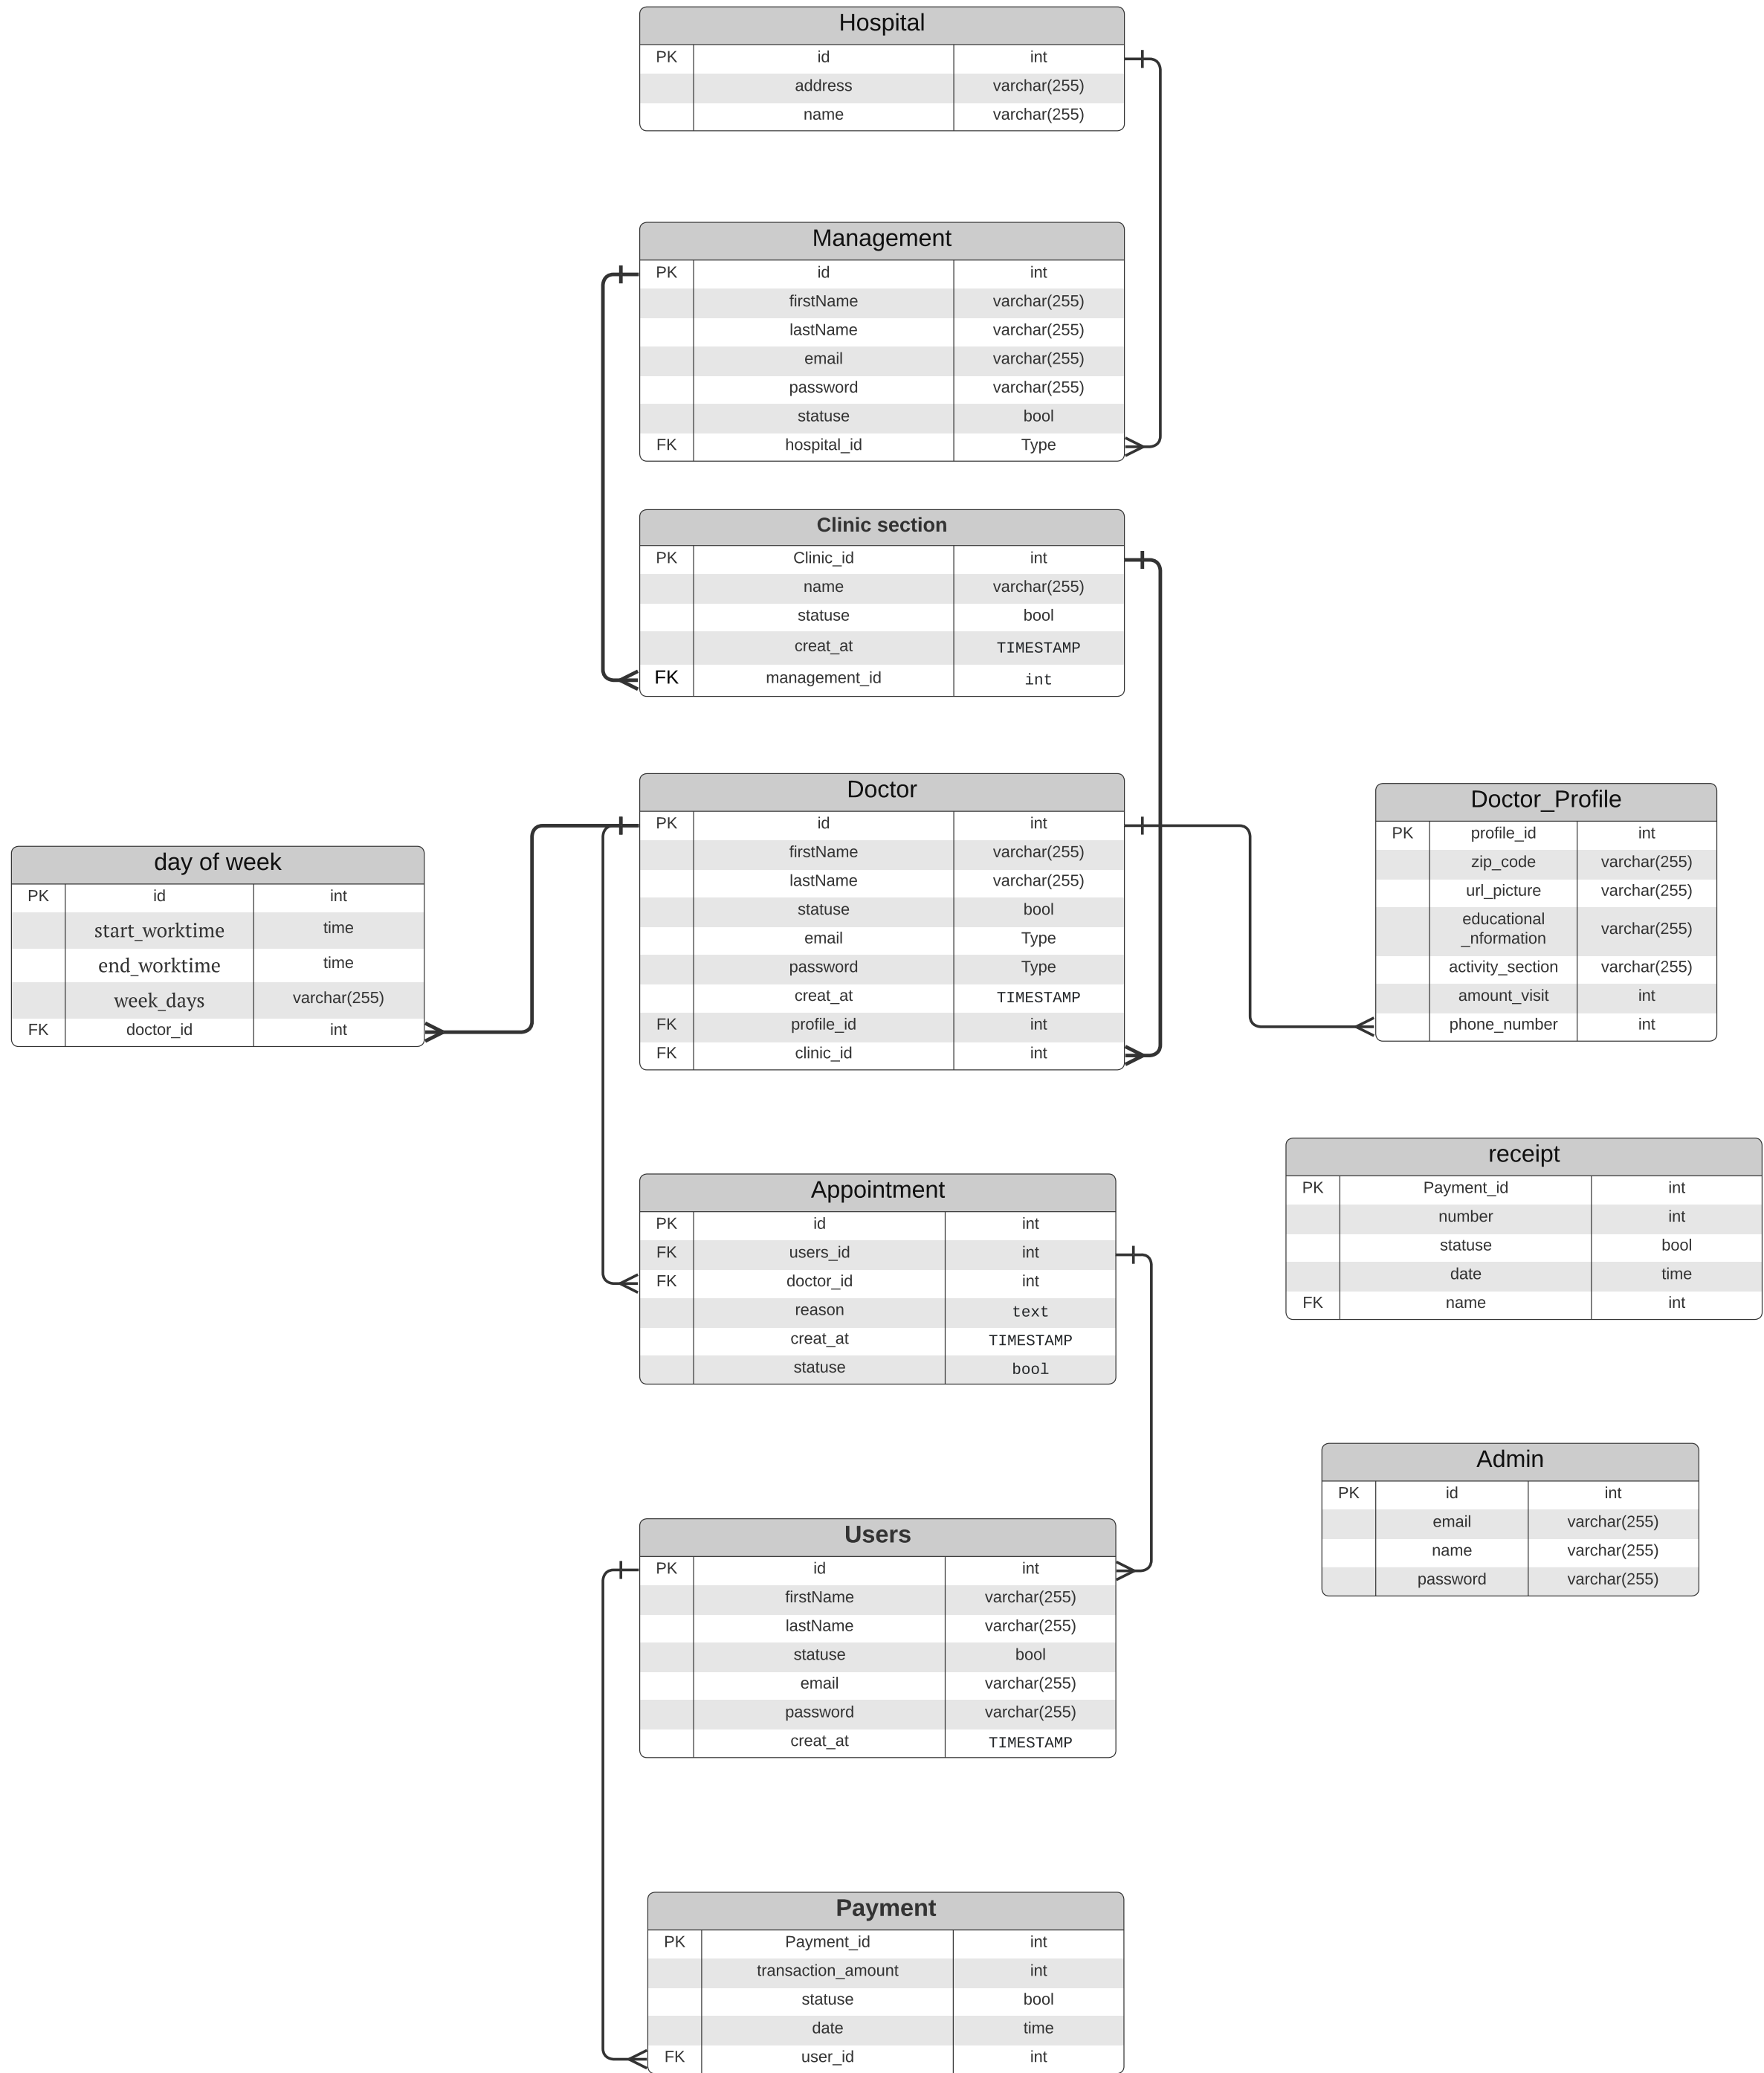 Hospital
PK id int
address varchar(255)
name varchar(255)
Management
PK id int
firstName varchar(255)
lastName varchar(255)
email varchar(255)
password varchar(255)
statuse bool
FK hospital_id Type
Clinic section
PK Clinic_id int
name varchar(255)
statuse bool
creat_at TIMESTAMP
FK management_id int
day of week
PK id int
start_worktime time
end_worktime time
week_days varchar(255)
FK doctor_id int
Doctor
PK id int
firstName varchar(255)
lastName varchar(255)
statuse bool
email Type
password Type
creat_at TIMESTAMP
FK profile_id int
FK clinic_id int
Doctor_Profile
PK profile_id int
zip_code varchar(255)
url_picture varchar(255)
educational
_nformation varchar(255)
activity_section varchar(255)
amount_visit int
phone_number int
receipt
PK Payment_id int
number int
statuse bool
date time
FK name int
Appointment
PK id int
FK users_id int
FK doctor_id int
reason text
creat_at TIMESTAMP
statuse bool
Admin
PK id int
email varchar(255)
name varchar(255)
password varchar(255)
Users
PK id int
firstName varchar(255)
lastName varchar(255)
statuse bool
email varchar(255)
password varchar(255)
creat_at TIMESTAMP
Payment
PK Payment_id int
transaction_amount int
statuse bool
date time
FK user_id int